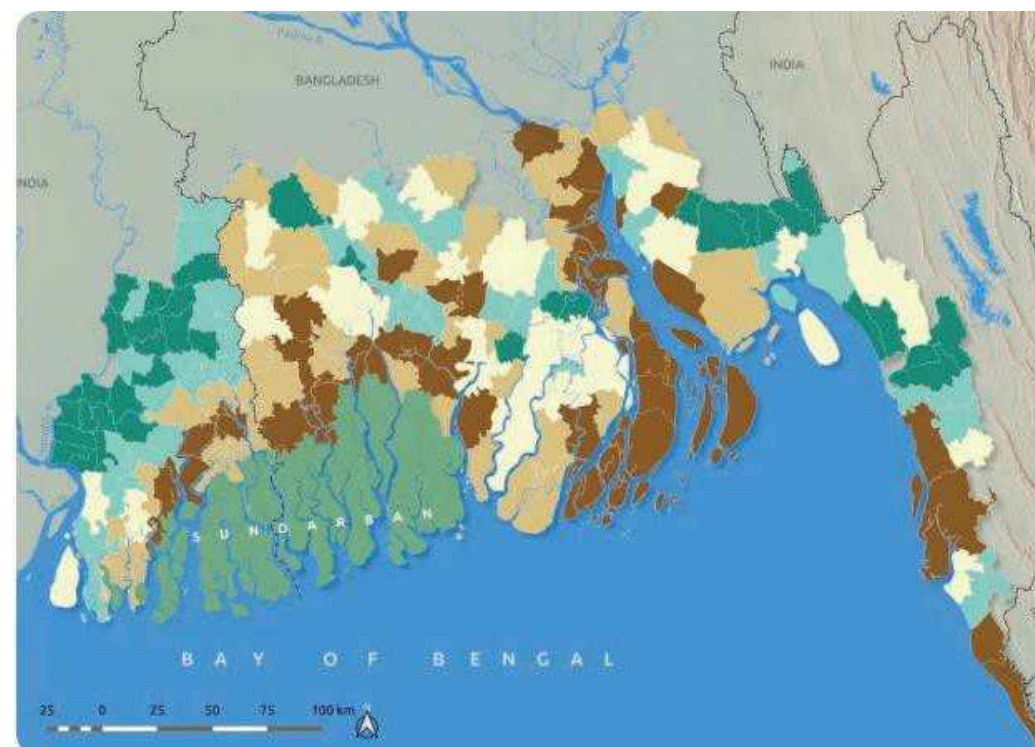 BANGLADESH
INDIA
INDIA
SUNDARBAN
BAY OF BENGAL
25 0 25 50 75 100 km
N